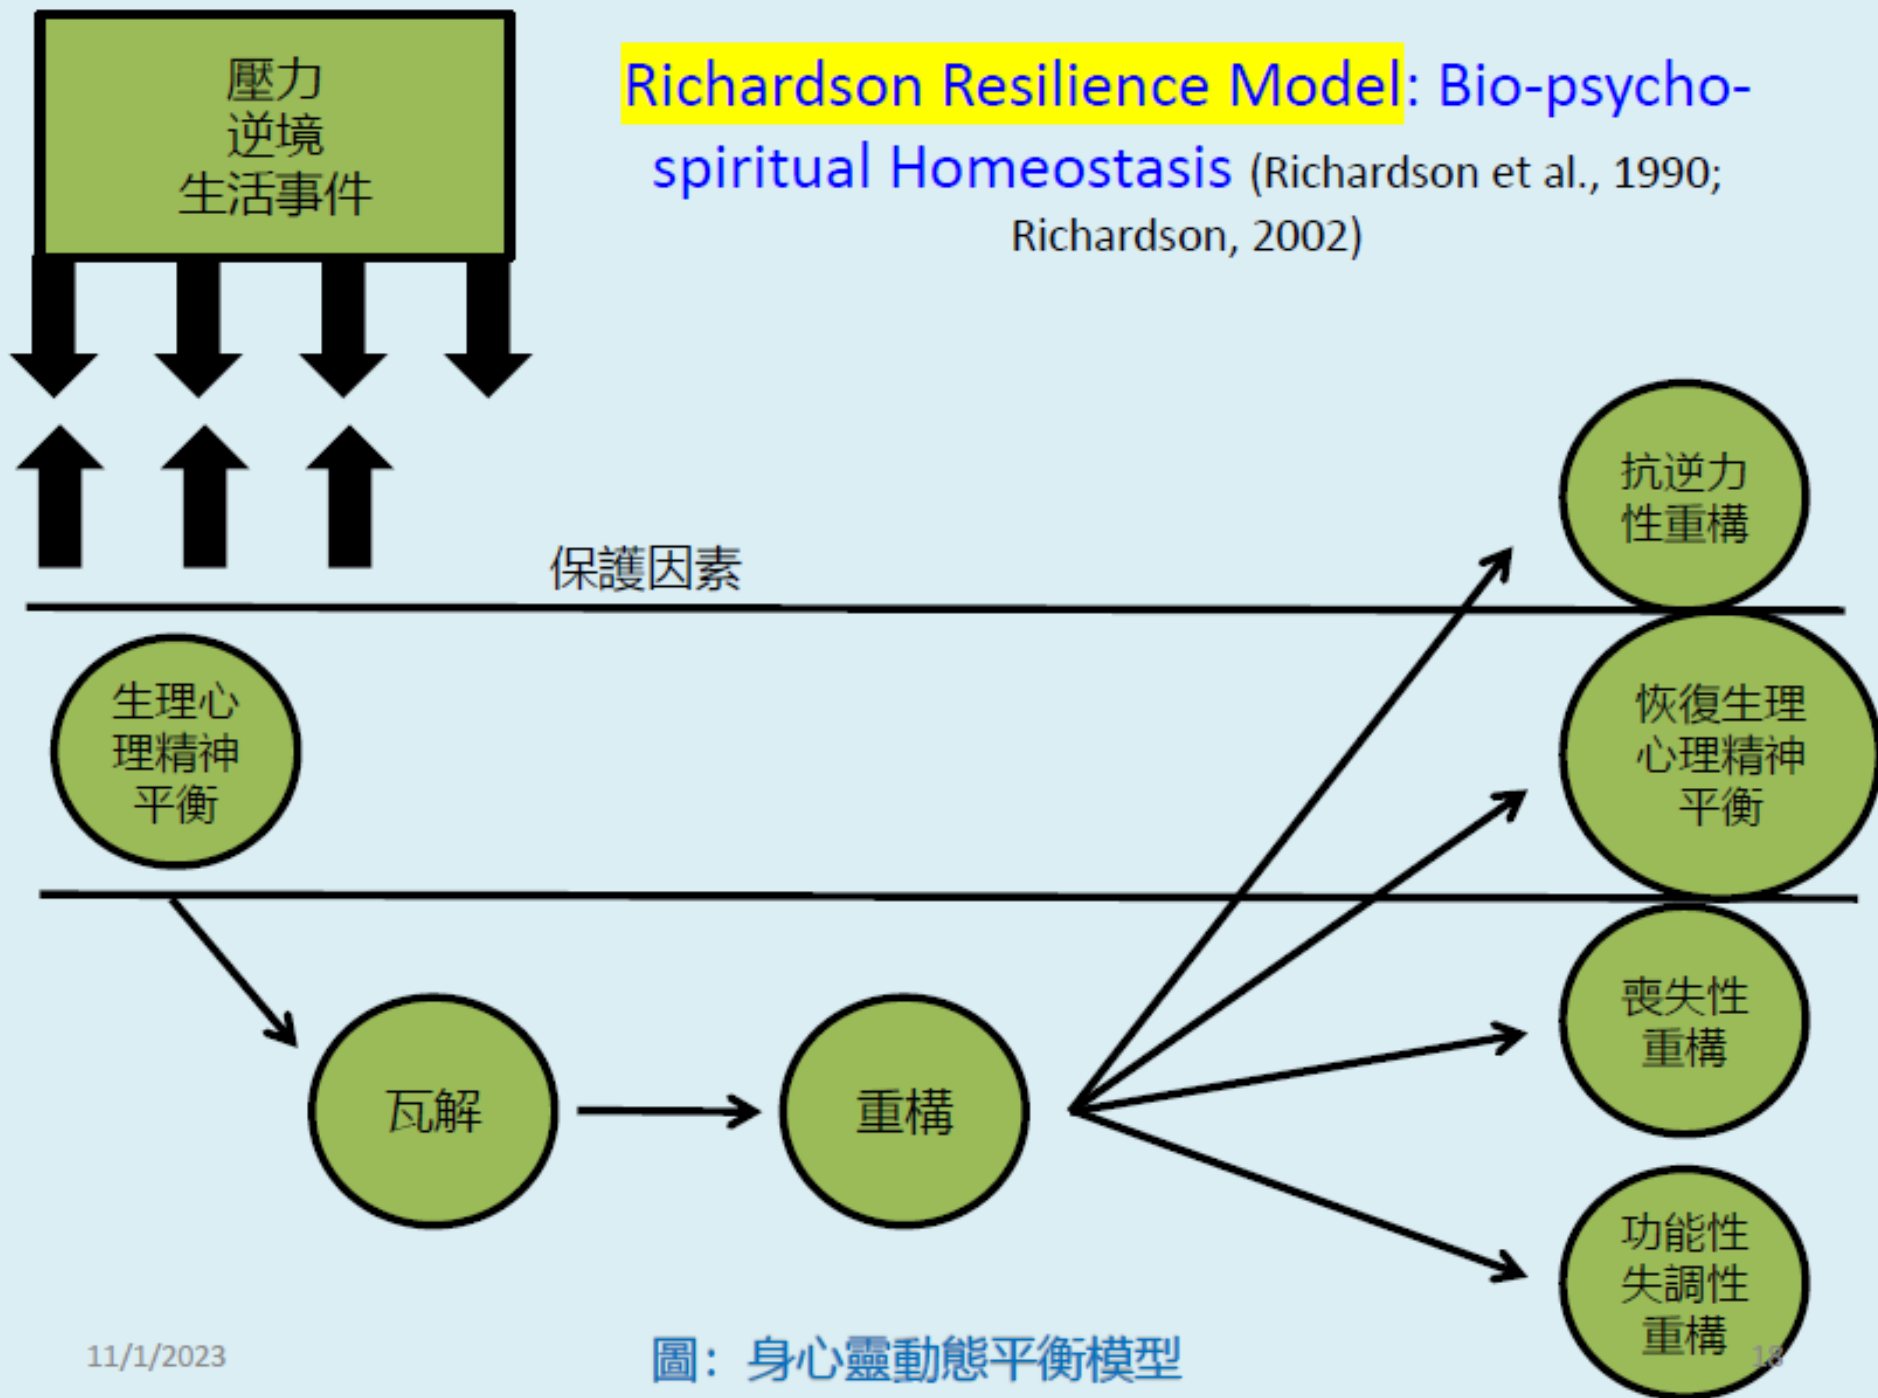 壓力
逆境
生活事件
Richardson Resilience Model: Bio-psycho-
spiritual Homeostasis (Richardson et al., 1990;
Richardson, 2002)
保護因素
生理心
理精神
平衡
瓦解
重構
抗逆力
性重構
恢復生理
心理精神
平衡
喪失性
重構
功能性
失調性
重構
11/1/2023
圖：身心靈動態平衡模型
18